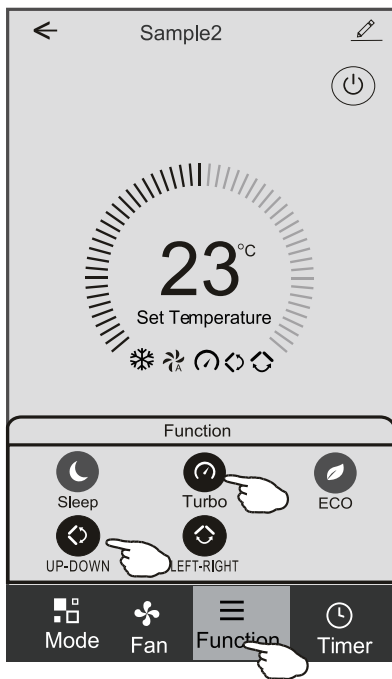 Sample2
23°C
Set Temperature
A
Function
Sleep Turbo ECO
UP-DOWN LEFT-RIGHT
Mode Fan Function Timer